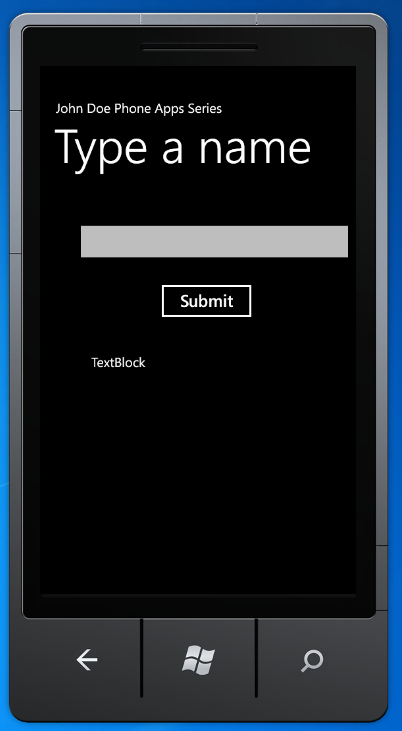 John Doe Phone Apps Series
Type a name
Submit
TextBlock